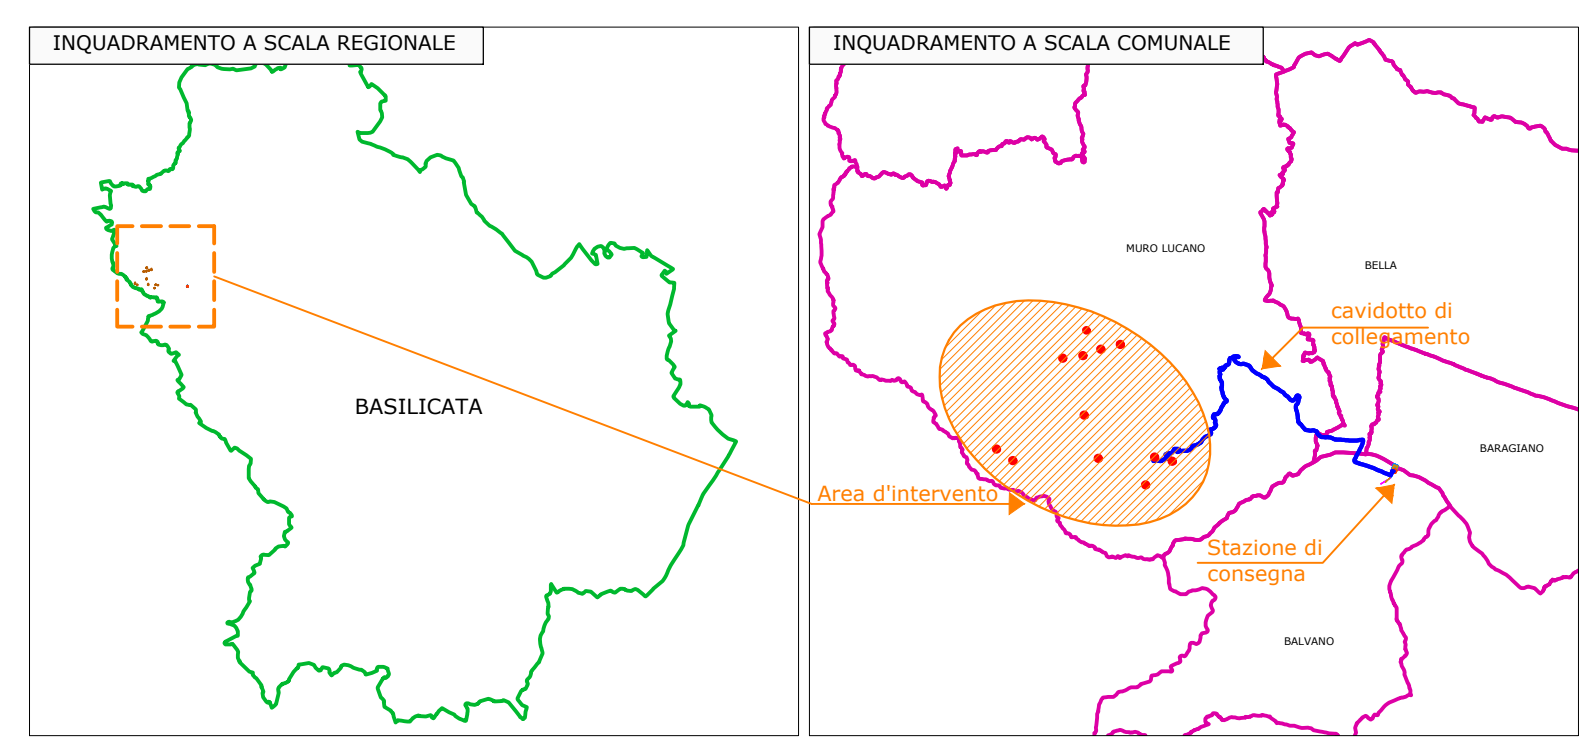 INQUADRAMENTO A SCALA REGIONALE
BASILICATA
INQUADRAMENTO A SCALA COMUNALE
MURO LUCANO
BELLA
cavidotto di
collegamento
BARAGIANO
Area d'intervento
Stazione di
consegna
BALVANO